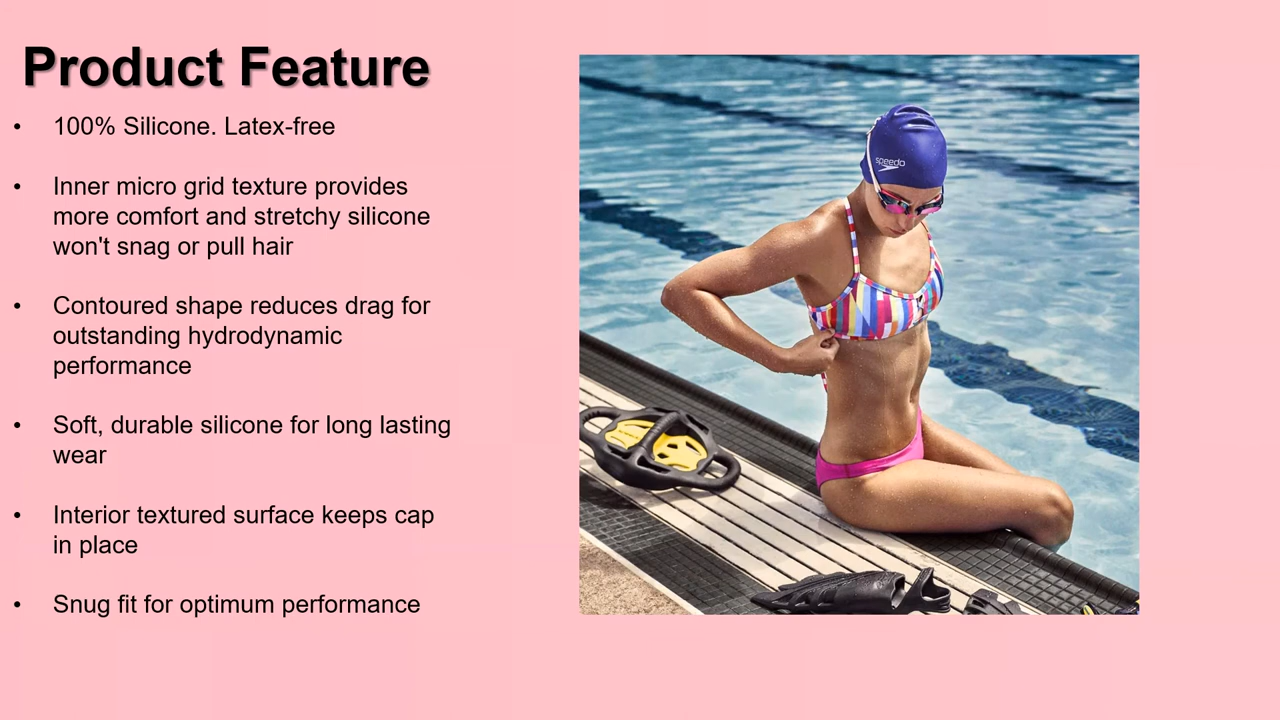 Product Feature
• 100% Silicone. Latex-free
• Inner micro grid texture provides
more comfort and stretchy silicone
won't snag or pull hair
• Contoured shape reduces drag for
outstanding hydrodynamic
performance
• Soft, durable silicone for long lasting
wear
• Interior textured surface keeps cap
in place
• Snug fit for optimum performance
speedo